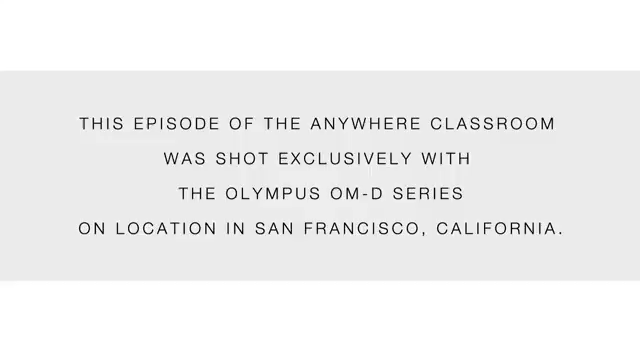 THIS EPISODE OF THE ANYWHERE CLASSROOM
WAS SHOT EXCLUSIVELY WITH
THE OLYMPUS OM-D SERIES
ON LOCATION IN SAN FRANCISCO, CALIFORNIA.